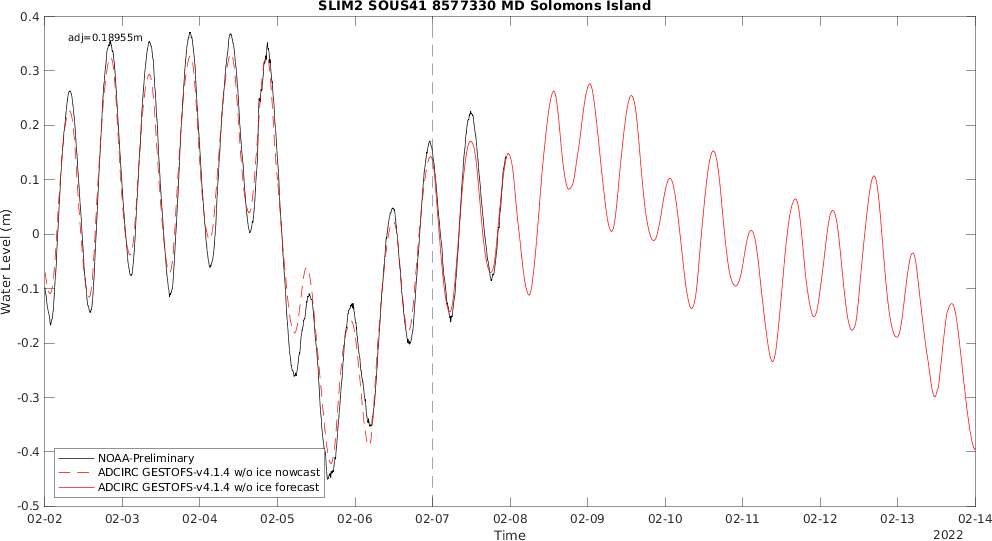 SLIM2 SOUS41 8577330 MD Solomons Island
adj=0.18955m
Water Level (m)
0.4
0.3
0.2
0.1
0
-0.1
-0.2
-0.3
-0.4
-0.5
NOAA-Preliminary
ADCIRC GESTOFS-v4.1.4 w/o ice nowcast
ADCIRC GESTOFS-v4.1.4 w/o ice forecast
02-02 02-03 02-04 02-05 02-06 02-07 02-08 02-09 02-10 02-11 02-12 02-13 02-14
Time
2022